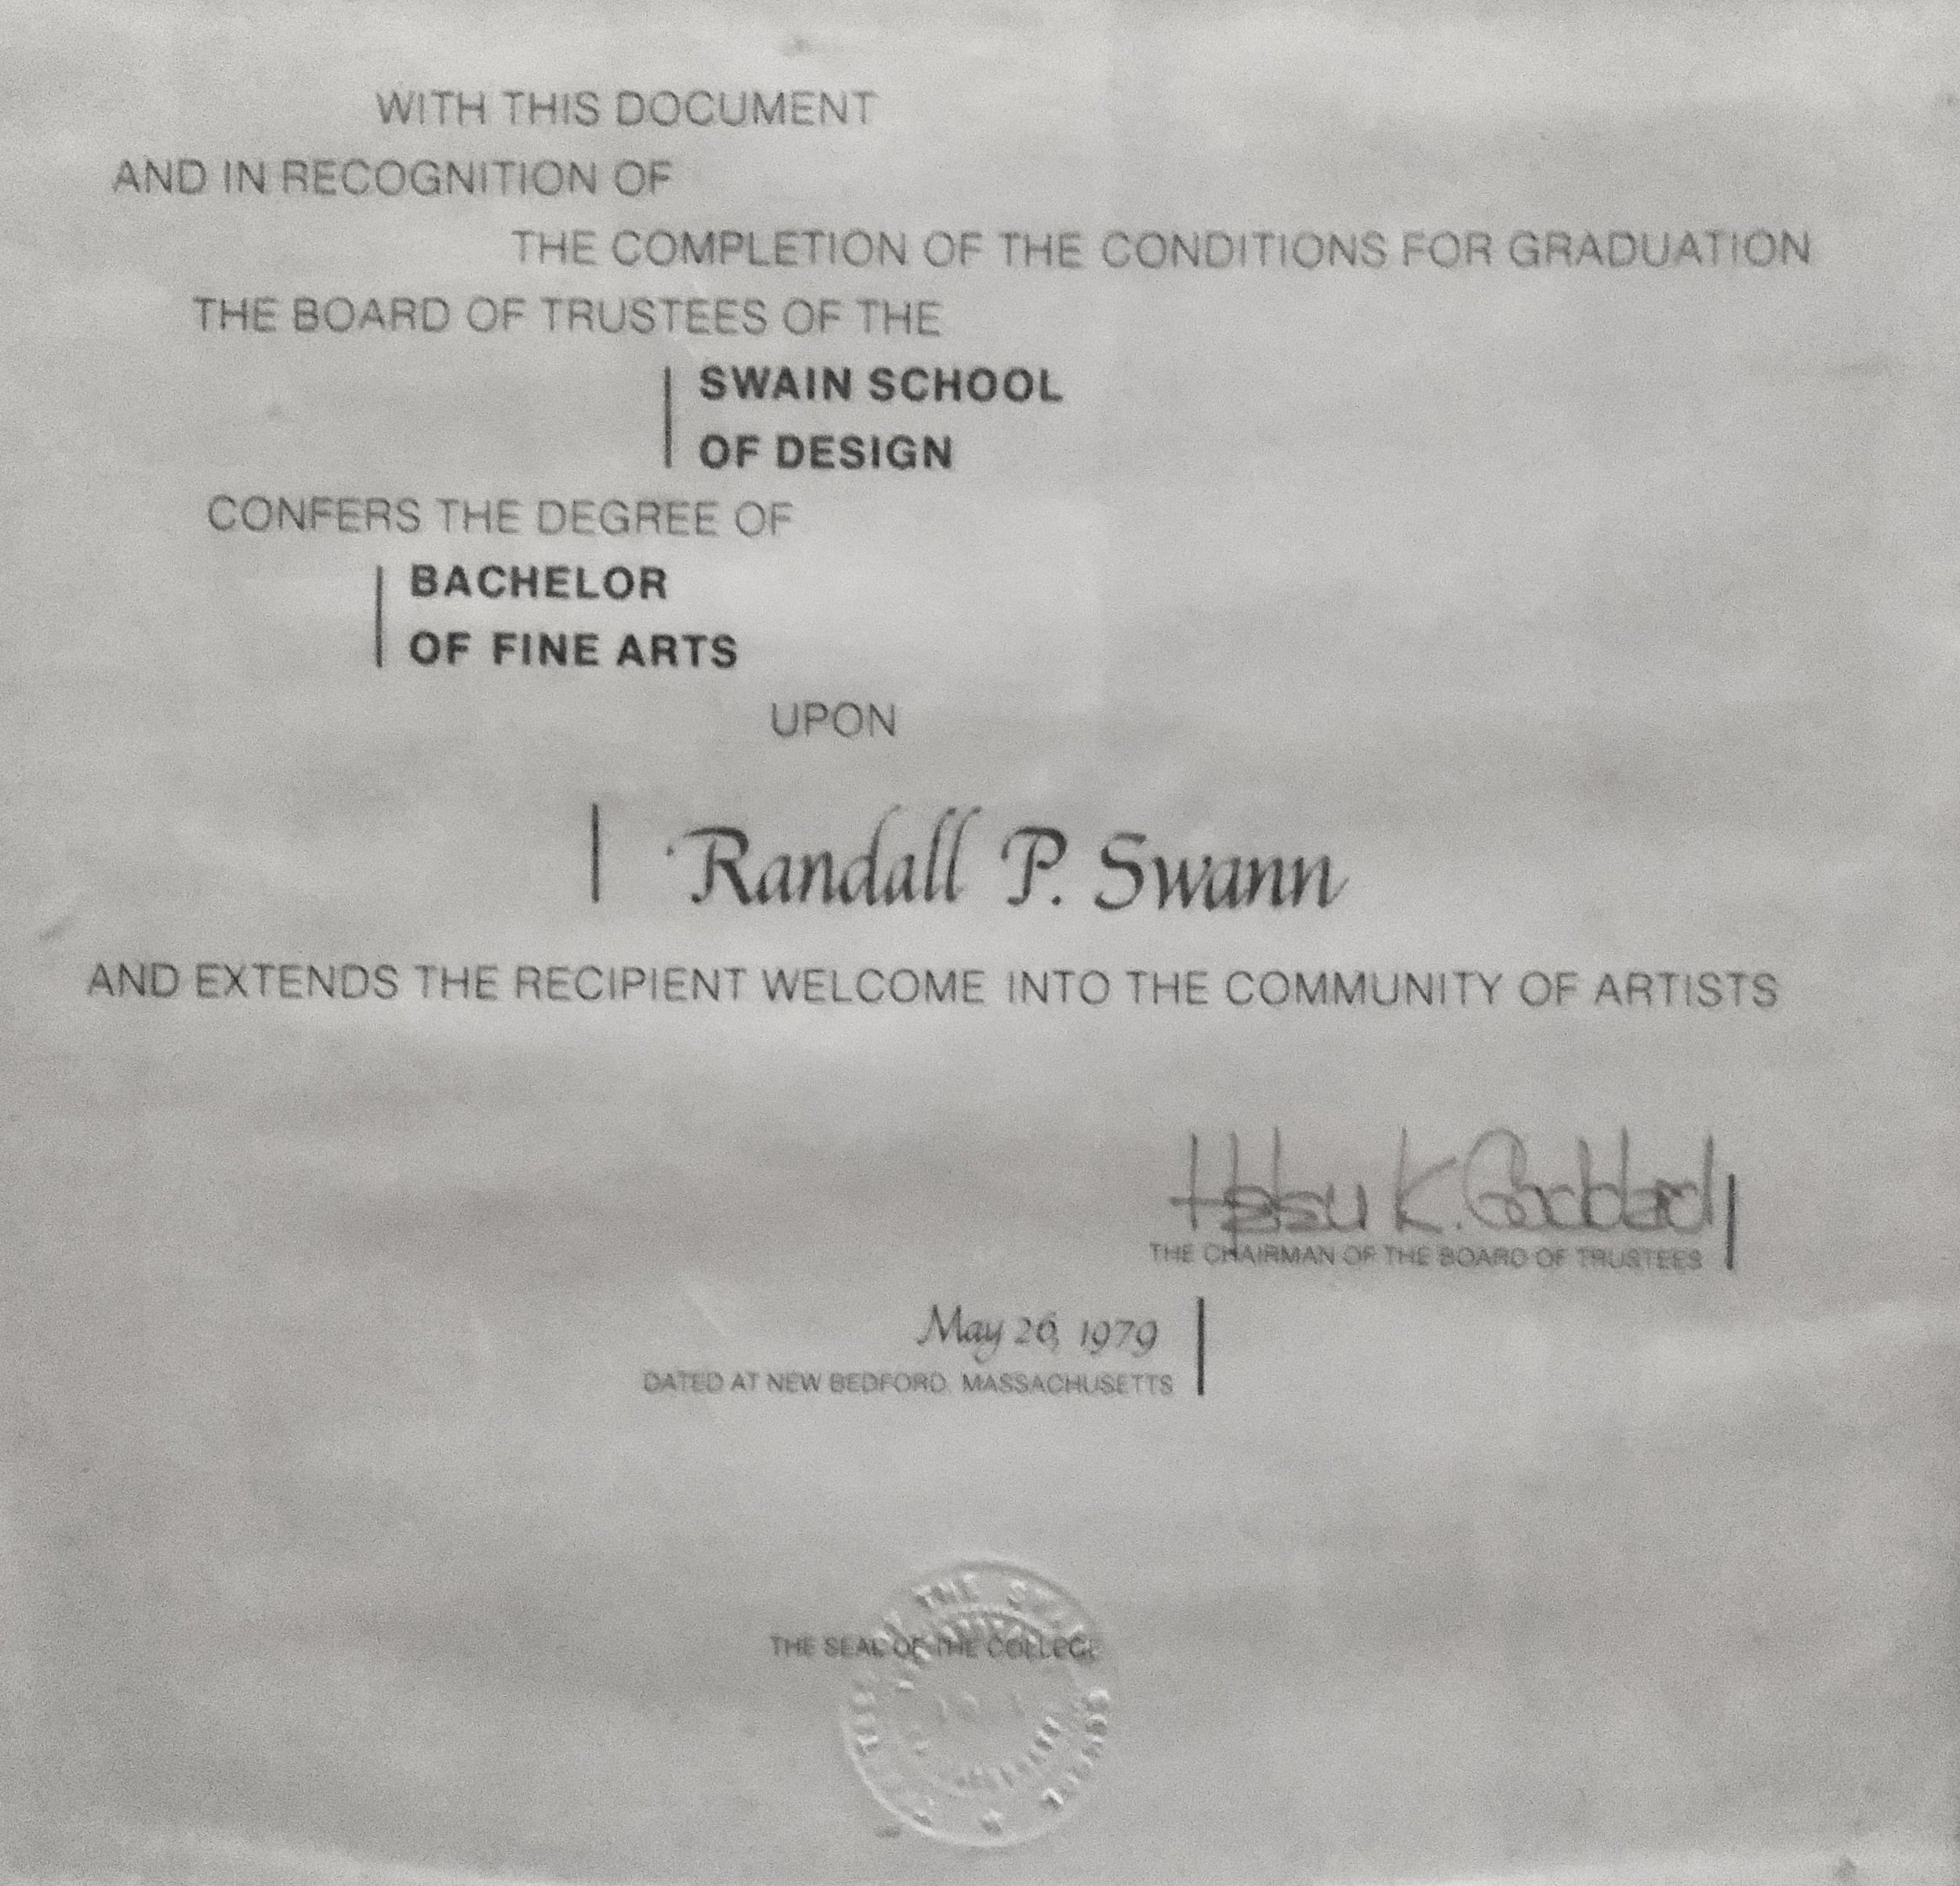 WITH THIS DOCUMENT
AND IN RECOGNITION OF
THE COMPLETION OF THE CONDITIONS FOR GRADUATION
THE BOARD OF TRUSTEES OF THE
SWAIN SCHOOL
OF DESIGN
CONFERS THE DEGREE OF
BACHELOR
OF FINE ARTS
UPON
Randall P. Swann
AND EXTENDS THE RECIPIENT WELCOME INTO THE COMMUNITY OF ARTISTS
K. Goddard
THE CHAIRMAN OF THE BOARD OF TRUSTEES
May 26, 1979
DATED AT NEW BEDFORD, MASSACHUSETTS
THE SEAL OF THE COLLEGE
THE